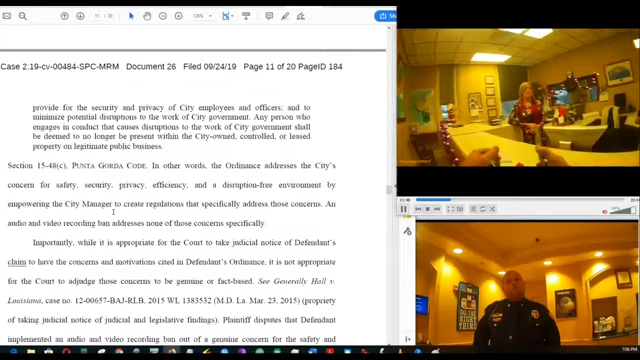 128%
Sh
Case 2:19-cv-00484-SPC-MRM Document 26 Filed 09/24/19 Page 11 of 20 PageID 184
provide for the security and privacy of City employees and officers; and to
minimize potential disruptions to the work of City government. Any person who
engages in conduct that causes disruptions to the work of City government shall
be deemed to no longer be present within the City-owned, controlled, or leased
property on legitimate public business.
Section 15-48(c), PUNTA GORDA CODE. In other words, the Ordinance addresses the City's
concern for safety, security, privacy, efficiency, and a disruption-free environment by
empowering the City Manager to create regulations that specifically address those concerns. An
audio and video recording ban addresses none of those concerns specifically.
Importantly, while it is appropriate for the Court to take judicial notice of Defendant's
claim to have the concerns and motivations cited in Defendant's Ordinance, it is not appropriate
for the Court to adjudge those concerns to be genuine or fact-based. See Generally Hall v.
Louisiana, case no. 12-00657-BAJ-RLB, 2015 WL 1383532 (M.D. La. Mar. 23, 2015) (propriety
of taking judicial notice of judicial and legislative findings). Plaintiff disputes that Defendant
implemented an audio and video recording ban out of a genuine concern for the safety and
DO THE
RIGHT
THING
7:06 PM